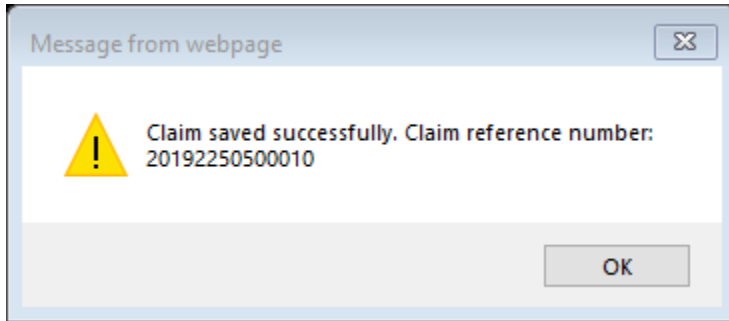 Message from webpage
Claim saved successfully. Claim reference number:
20192250500010
OK